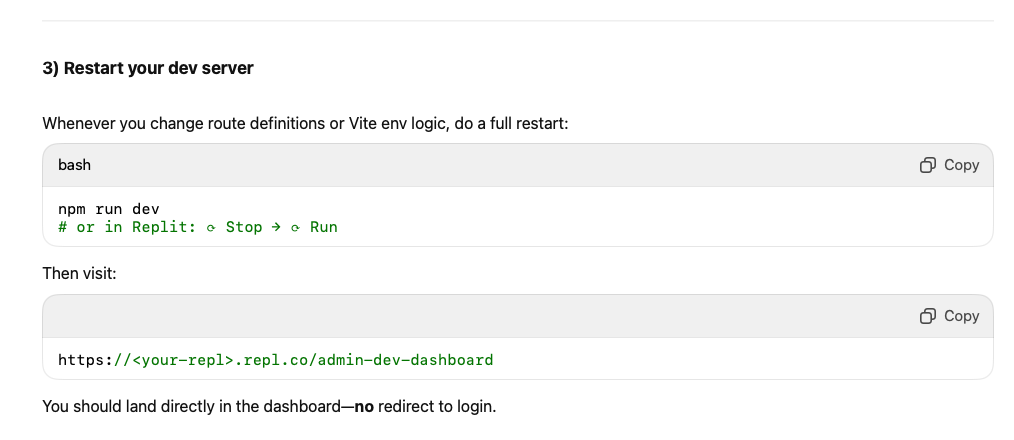 3) Restart your dev server
Whenever you change route definitions or Vite env logic, do a full restart:
bash
Copy
npm run dev
# or in Replit: ⟳ Stop → ⟳ Run
Then visit:
Copy
https://<your-repl>.repl.co/admin-dev-dashboard
You should land directly in the dashboard—no redirect to login.